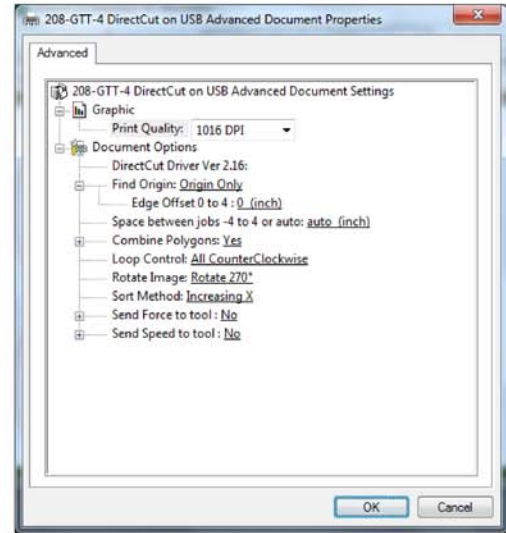 208-GTT-4 DirectCut on USB Advanced Document Properties
Advanced
208-GTT-4 DirectCut on USB Advanced Document Settings
Graphic
Print Quality: 1016 DPI
Document Options
DirectCut Driver Ver 2.16:
Find Origin: Origin Only
Edge Offset 0 to 4 : 0 (inch)
Space between jobs -4 to 4 or auto: auto (inch)
Combine Polygons: Yes
Loop Control: All CounterClockwise
Rotate Image: Rotate 270°
Sort Method: Increasing X
Send Force to tool : No
Send Speed to tool : No
OK Cancel